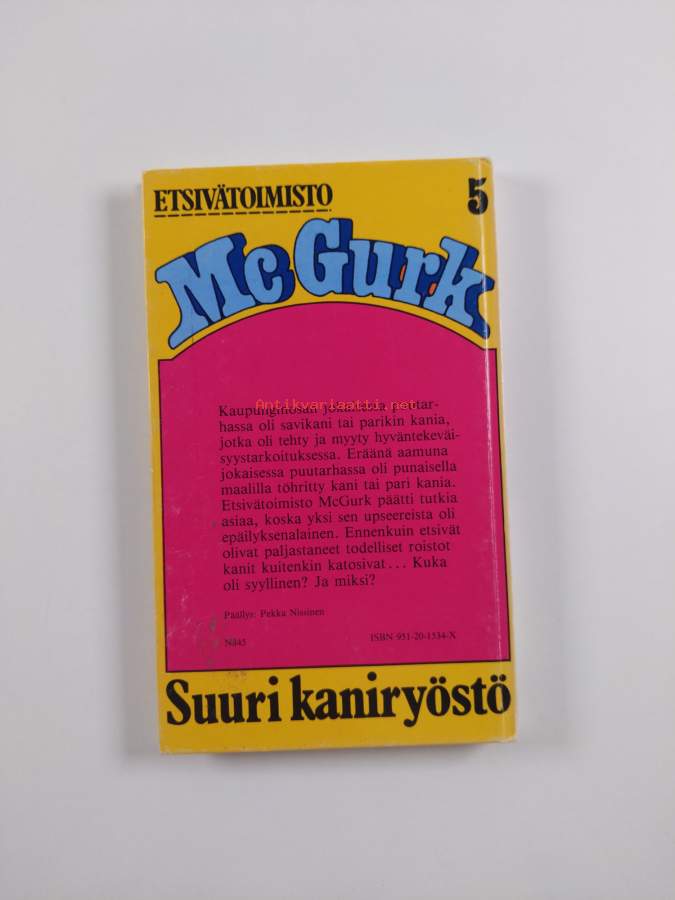 ETSIVÄTOIMISTO 5
McGurk
Antikvariaatti.net
Kaupunginosan jokaisessa puutar-
hassa oli savikani tai parikin kania,
jotka oli tehty ja myyty hyväntekeväi-
syystarkoituksessa. Eräänä aamuna
jokaisessa puutarhassa oli punaisella
maalilla töhritty kani tai pari kania.
Etsivätoimisto McGurk päätti tutkia
asiaa, koska yksi sen upseereista oli
epäilyksenalainen. Ennenkuin etsivät
olivat paljastaneet todelliset roistot
kanit kuitenkin katosivat... Kuka
oli syyllinen? Ja miksi?
Päällys: Pekka Nissinen
N845 ISBN 951-20-1534-X
Suuri kaniryöstö